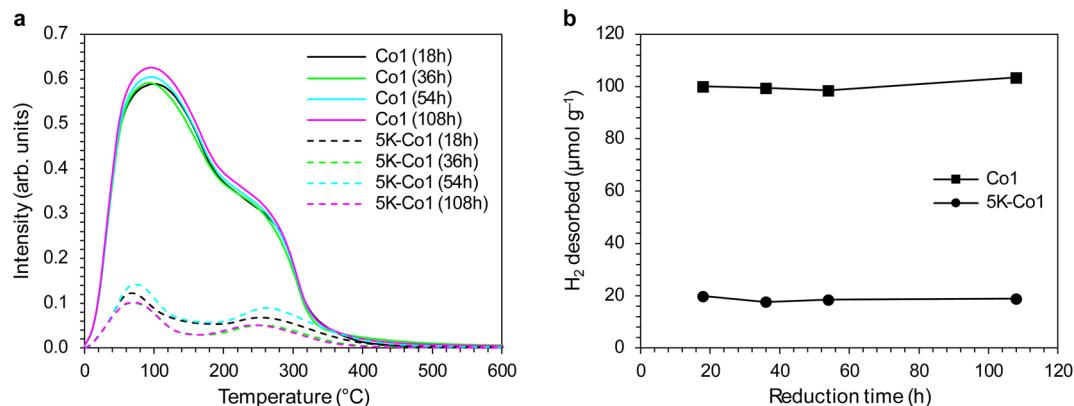 a
Intensity (arb. units)
0.7
0.6
0.5
0.4
0.3
0.2
0.1
0.0
0 100 200 300 400 500 600
Temperature (°C)
Co1 (18h)
Co1 (36h)
Co1 (54h)
Co1 (108h)
5K-Co1 (18h)
5K-Co1 (36h)
5K-Co1 (54h)
5K-Co1 (108h)
b
H₂ desorbed (μmol g⁻¹)
120
100
80
60
40
20
0
0 20 40 60 80 100 120
Reduction time (h)
Co1
5K-Co1